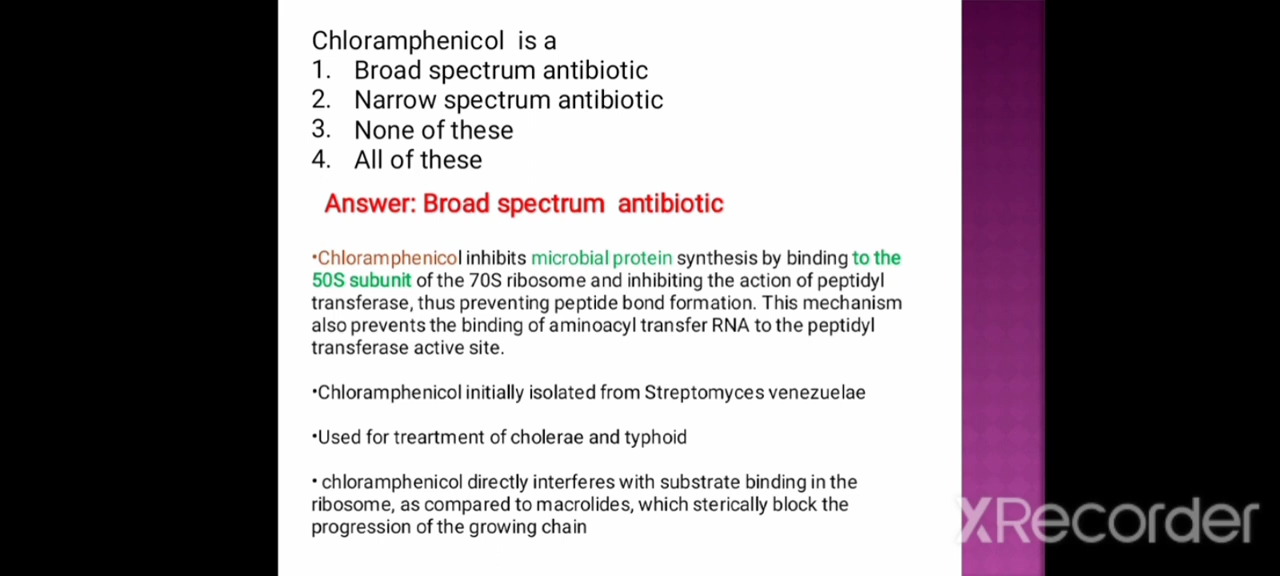 Chloramphenicol is a
1. Broad spectrum antibiotic
2. Narrow spectrum antibiotic
3. None of these
4. All of these
Answer: Broad spectrum antibiotic
•Chloramphenicol inhibits microbial protein synthesis by binding to the
50S subunit of the 70S ribosome and inhibiting the action of peptidyl
transferase, thus preventing peptide bond formation. This mechanism
also prevents the binding of aminoacyl transfer RNA to the peptidyl
transferase active site.
•Chloramphenicol initially isolated from Streptomyces venezuelae
•Used for treartment of cholerae and typhoid
• chloramphenicol directly interferes with substrate binding in the
ribosome, as compared to macrolides, which sterically block the
progression of the growing chain
XRecorder